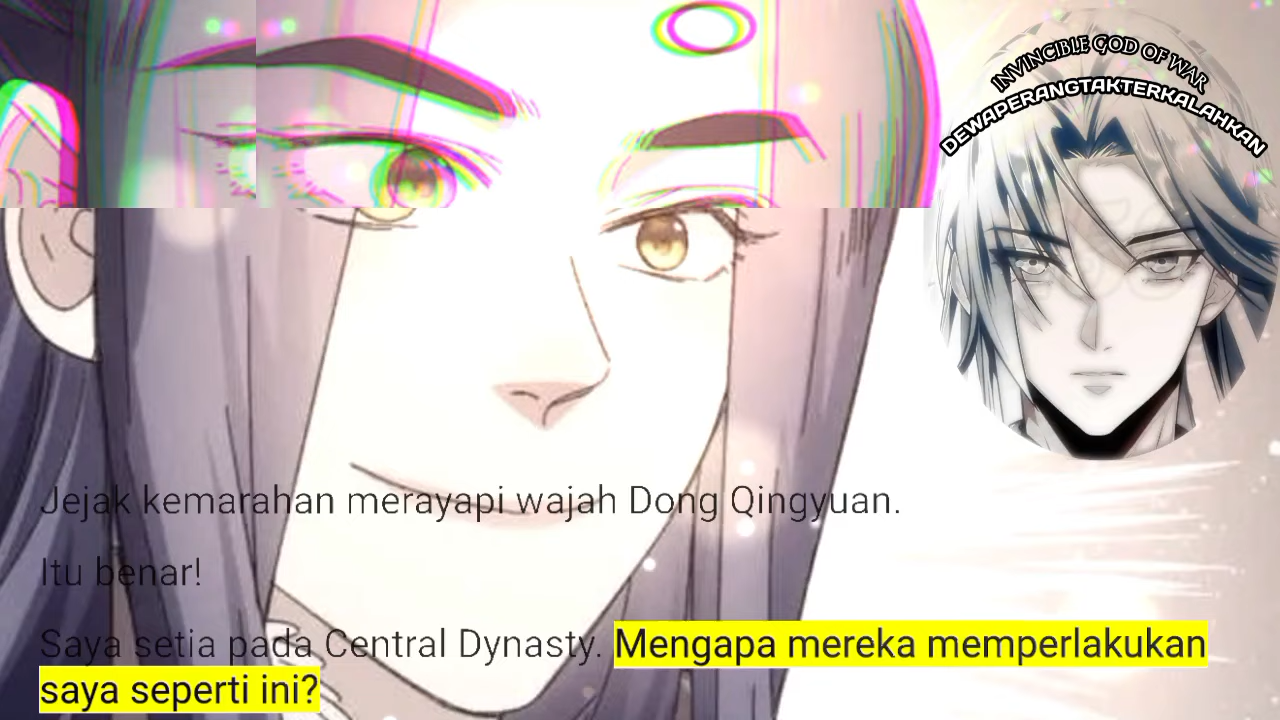 INVINCIBLE GOD OF WAR
DEWAPERANGTAKTERKALAHKAN
Jejak kemarahan merayapi wajah Dong Qingyuan.
Itu benar!
Saya setia pada Central Dynasty. Mengapa mereka memperlakukan
saya seperti ini?